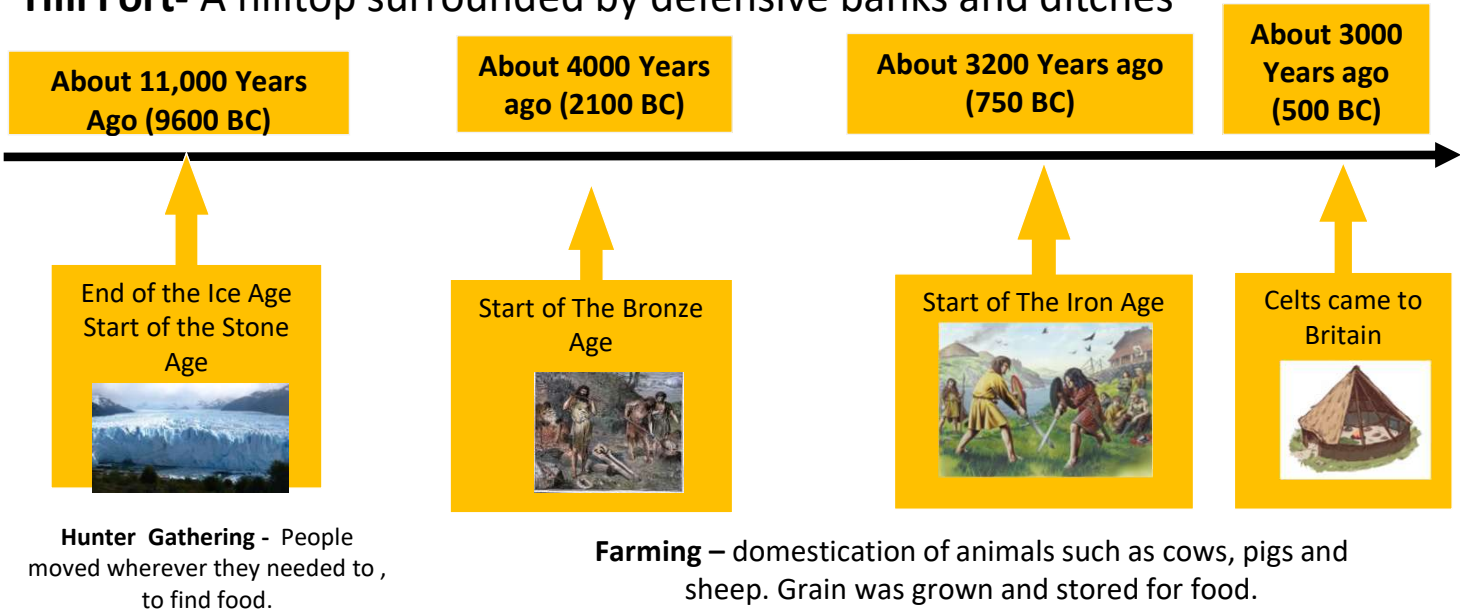 Hill Fort- A hilltop surrounded by defensive banks and ditches
About 11,000 Years
Ago (9600 BC)
About 4000 Years
ago (2100 BC)
About 3200 Years ago
(750 BC)
About 3000
Years ago
(500 BC)
End of the Ice Age
Start of the Stone
Age
Start of The Bronze
Age
Start of The Iron Age
Celts came to
Britain
Hunter Gathering - People
moved wherever they needed to ,
to find food.
Farming – domestication of animals such as cows, pigs and
sheep. Grain was grown and stored for food.